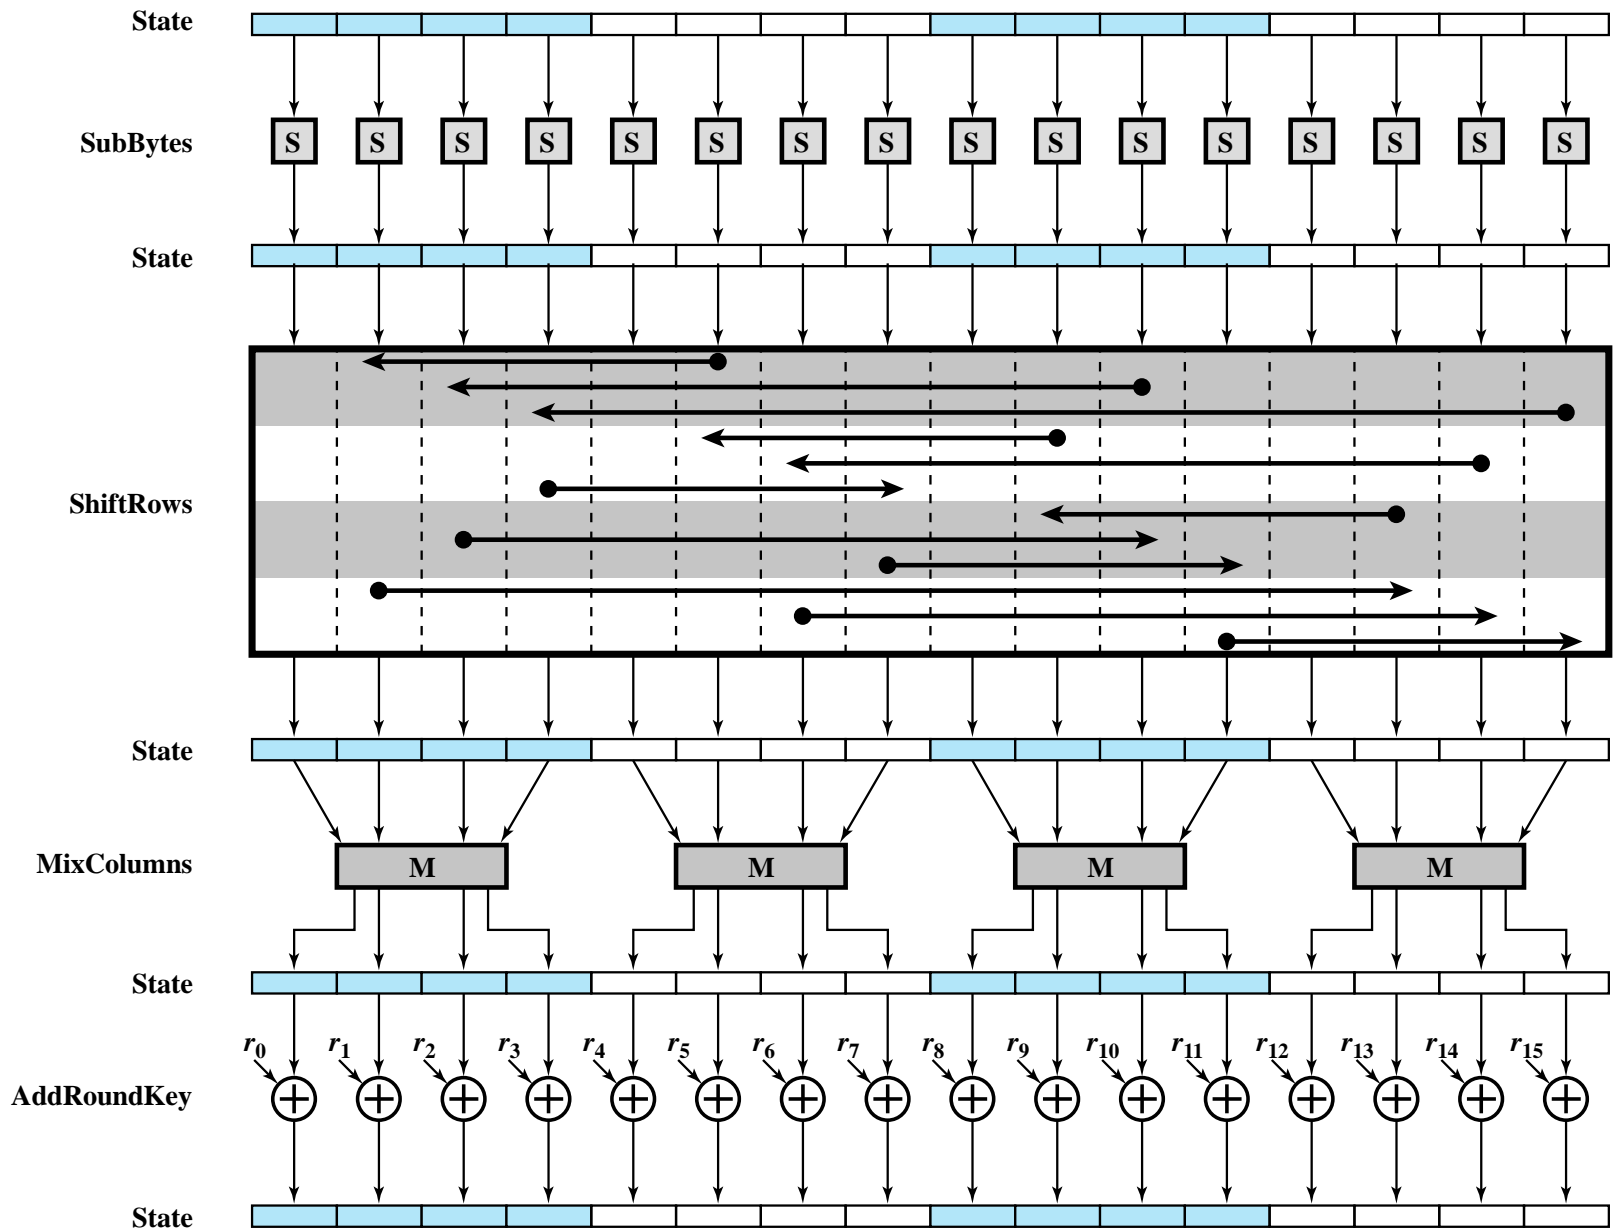 State
SubBytes S S S S S S S S S S S S S S S S
State
ShiftRows
State
MixColumns M M M M
State
r0 r1 r2 r3 r4 r5 r6 r7 r8 r9 r10 r11 r12 r13 r14 r15
AddRoundKey
State